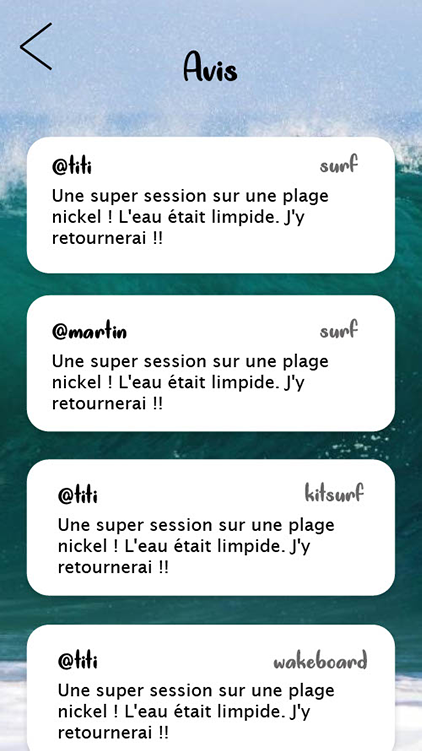 Avis
@titi surf
Une super session sur une plage
nickel ! L'eau était limpide. J'y
retournerai !!
@martin surf
Une super session sur une plage
nickel ! L'eau était limpide. J'y
retournerai !!
@titi kitsurf
Une super session sur une plage
nickel ! L'eau était limpide. J'y
retournerai !!
@titi wakeboard
Une super session sur une plage
nickel ! L'eau était limpide. J'y
retournerai !!